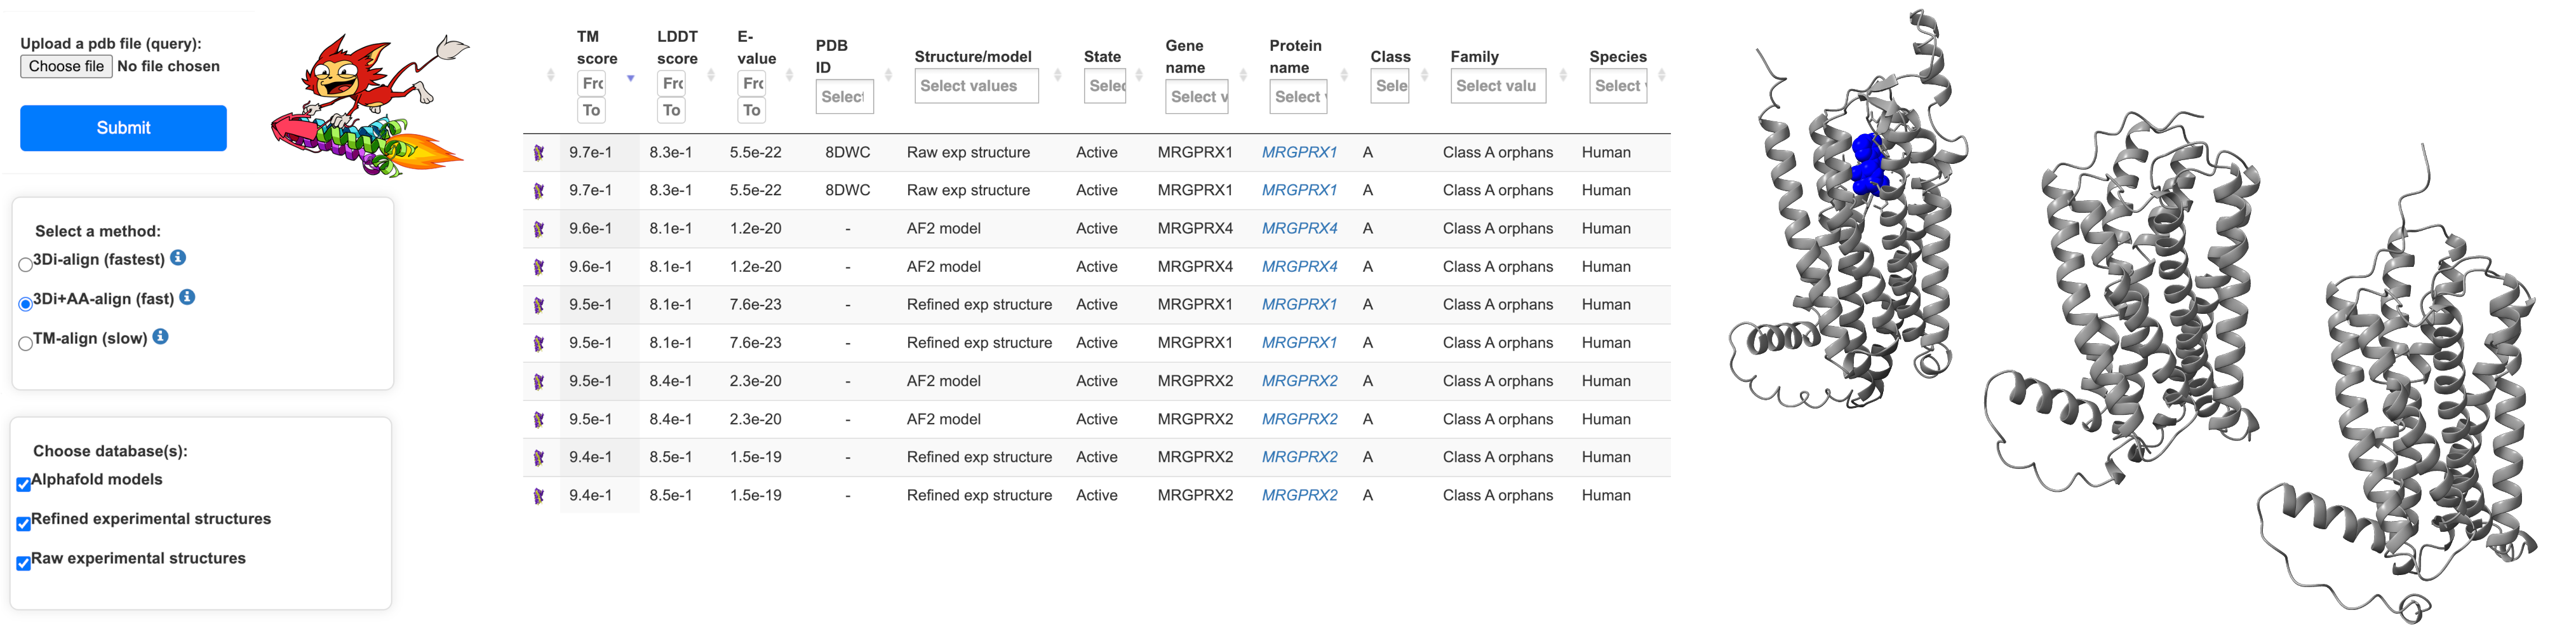 Upload a pdb file (query):
Choose file No file chosen
Submit
Select a method:
3Di-align (fastest)
3Di+AA-align (fast)
TM-align (slow)
Choose database(s):
Alphafold models
Refined experimental structures
Raw experimental structures
TM score LDDT score E-value PDB ID Structure/model State Gene name Protein name Class Family Species
Frc Frc Frc Select Select values Selec Select v Select Sele Select valu Select
To To To
9.7e-1 8.3e-1 5.5e-22 8DWC Raw exp structure Active MRGPRX1 MRGPRX1 A Class A orphans Human
9.7e-1 8.3e-1 5.5e-22 8DWC Raw exp structure Active MRGPRX1 MRGPRX1 A Class A orphans Human
9.6e-1 8.1e-1 1.2e-20 - AF2 model Active MRGPRX4 MRGPRX4 A Class A orphans Human
9.6e-1 8.1e-1 1.2e-20 - AF2 model Active MRGPRX4 MRGPRX4 A Class A orphans Human
9.5e-1 8.1e-1 7.6e-23 - Refined exp structure Active MRGPRX1 MRGPRX1 A Class A orphans Human
9.5e-1 8.1e-1 7.6e-23 - Refined exp structure Active MRGPRX1 MRGPRX1 A Class A orphans Human
9.5e-1 8.4e-1 2.3e-20 - AF2 model Active MRGPRX2 MRGPRX2 A Class A orphans Human
9.5e-1 8.4e-1 2.3e-20 - AF2 model Active MRGPRX2 MRGPRX2 A Class A orphans Human
9.4e-1 8.5e-1 1.5e-19 - Refined exp structure Active MRGPRX2 MRGPRX2 A Class A orphans Human
9.4e-1 8.5e-1 1.5e-19 - Refined exp structure Active MRGPRX2 MRGPRX2 A Class A orphans Human